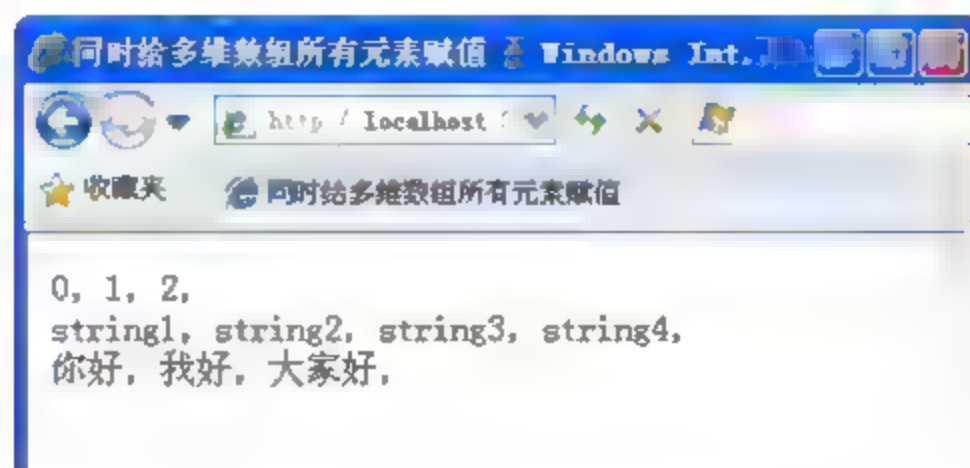 同时给多维数组所有元素赋值 Windows Int..
http / localhost
收藏夹 同时给多维数组所有元素赋值
0, 1, 2,
string1, string2, string3, string4,
你好, 我好, 大家好,